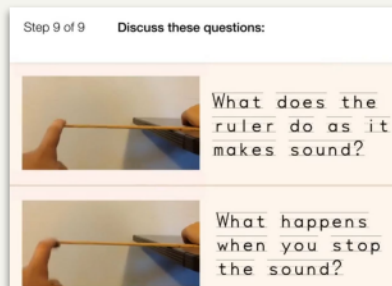 Step 9 of 9 Discuss these questions:
What does the
ruler do as it
makes sound?
What happens
when you stop
the sound?